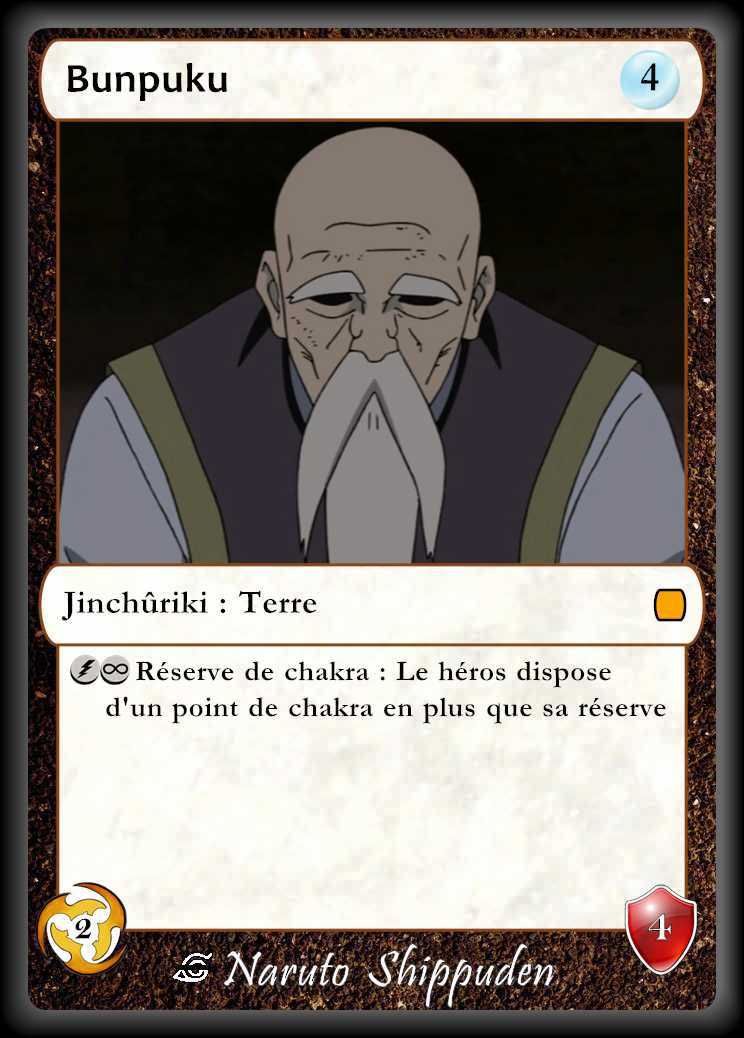 Bunpuku
4
Jinchûriki : Terre
Réserve de chakra : Le héros dispose
d'un point de chakra en plus que sa réserve
2
4
Naruto Shippuden